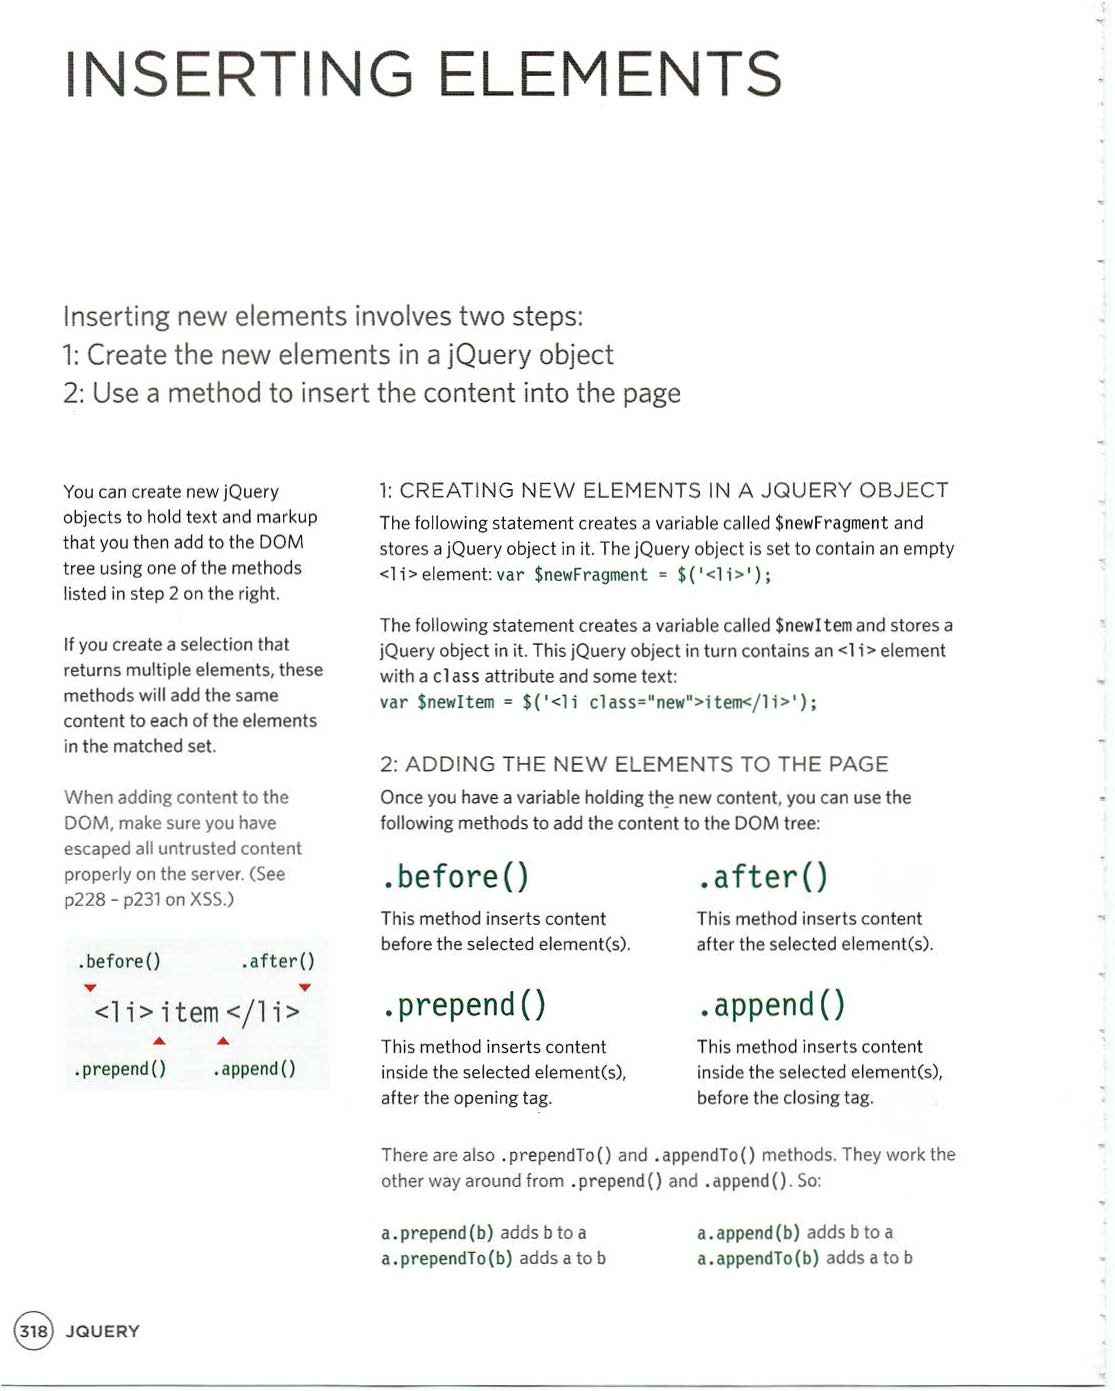 INSERTING ELEMENTS
Inserting new elements involves two steps:
1: Create the new elements in a jQuery object
2: Use a method to insert the content into the page
You can create new jQuery
objects to hold text and markup
that you then add to the DOM
tree using one of the methods
listed in step 2 on the right.
If you create a selection that
returns multiple elements, these
methods will add the same
content to each of the elements
in the matched set.
When adding content to the
DOM, make sure you have
escaped all untrusted content
properly on the server. (See
p228 – p231 on XSS.)
.before() .after()
<li>item</li>
.prepend() .append()
1: CREATING NEW ELEMENTS IN A JQUERY OBJECT
The following statement creates a variable called $newFragment and
stores a jQuery object in it. The jQuery object is set to contain an empty
<li> element: var $newFragment = $('<li>');
The following statement creates a variable called $newItem and stores a
jQuery object in it. This jQuery object in turn contains an <li> element
with a class attribute and some text:
var $newItem = $('<li class="new">item</li>');
2: ADDING THE NEW ELEMENTS TO THE PAGE
Once you have a variable holding the new content, you can use the
following methods to add the content to the DOM tree:
.before()
This method inserts content
before the selected element(s).
.after()
This method inserts content
after the selected element(s).
.prepend()
This method inserts content
inside the selected element(s),
after the opening tag.
.append()
This method inserts content
inside the selected element(s),
before the closing tag.
There are also .prependTo() and .appendTo() methods. They work the
other way around from .prepend() and .append(). So:
a.prepend(b) adds b to a
a.prependTo(b) adds a to b
a.append(b) adds b to a
a.appendTo(b) adds a to b
318 JQUERY